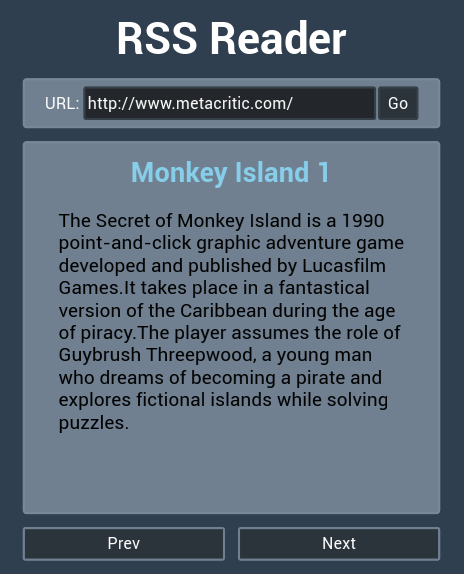 RSS Reader
URL: http://www.metacritic.com/ Go
Monkey Island 1
The Secret of Monkey Island is a 1990
point-and-click graphic adventure game
developed and published by Lucasfilm
Games.It takes place in a fantastical
version of the Caribbean during the age
of piracy.The player assumes the role of
Guybrush Threepwood, a young man
who dreams of becoming a pirate and
explores fictional islands while solving
puzzles.
Prev Next